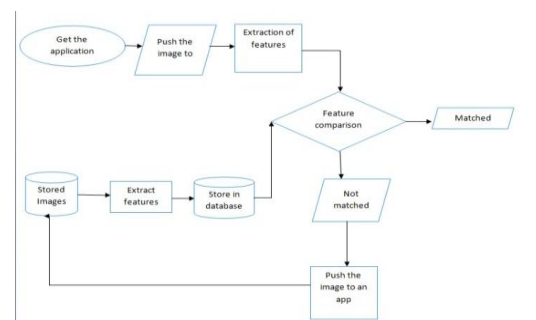 Get the
application
Push the
image to
Extraction of
features
Feature
comparison
Matched
Stored
Images
Extract
features
Store in
database
Not
matched
Push the
image to an
app